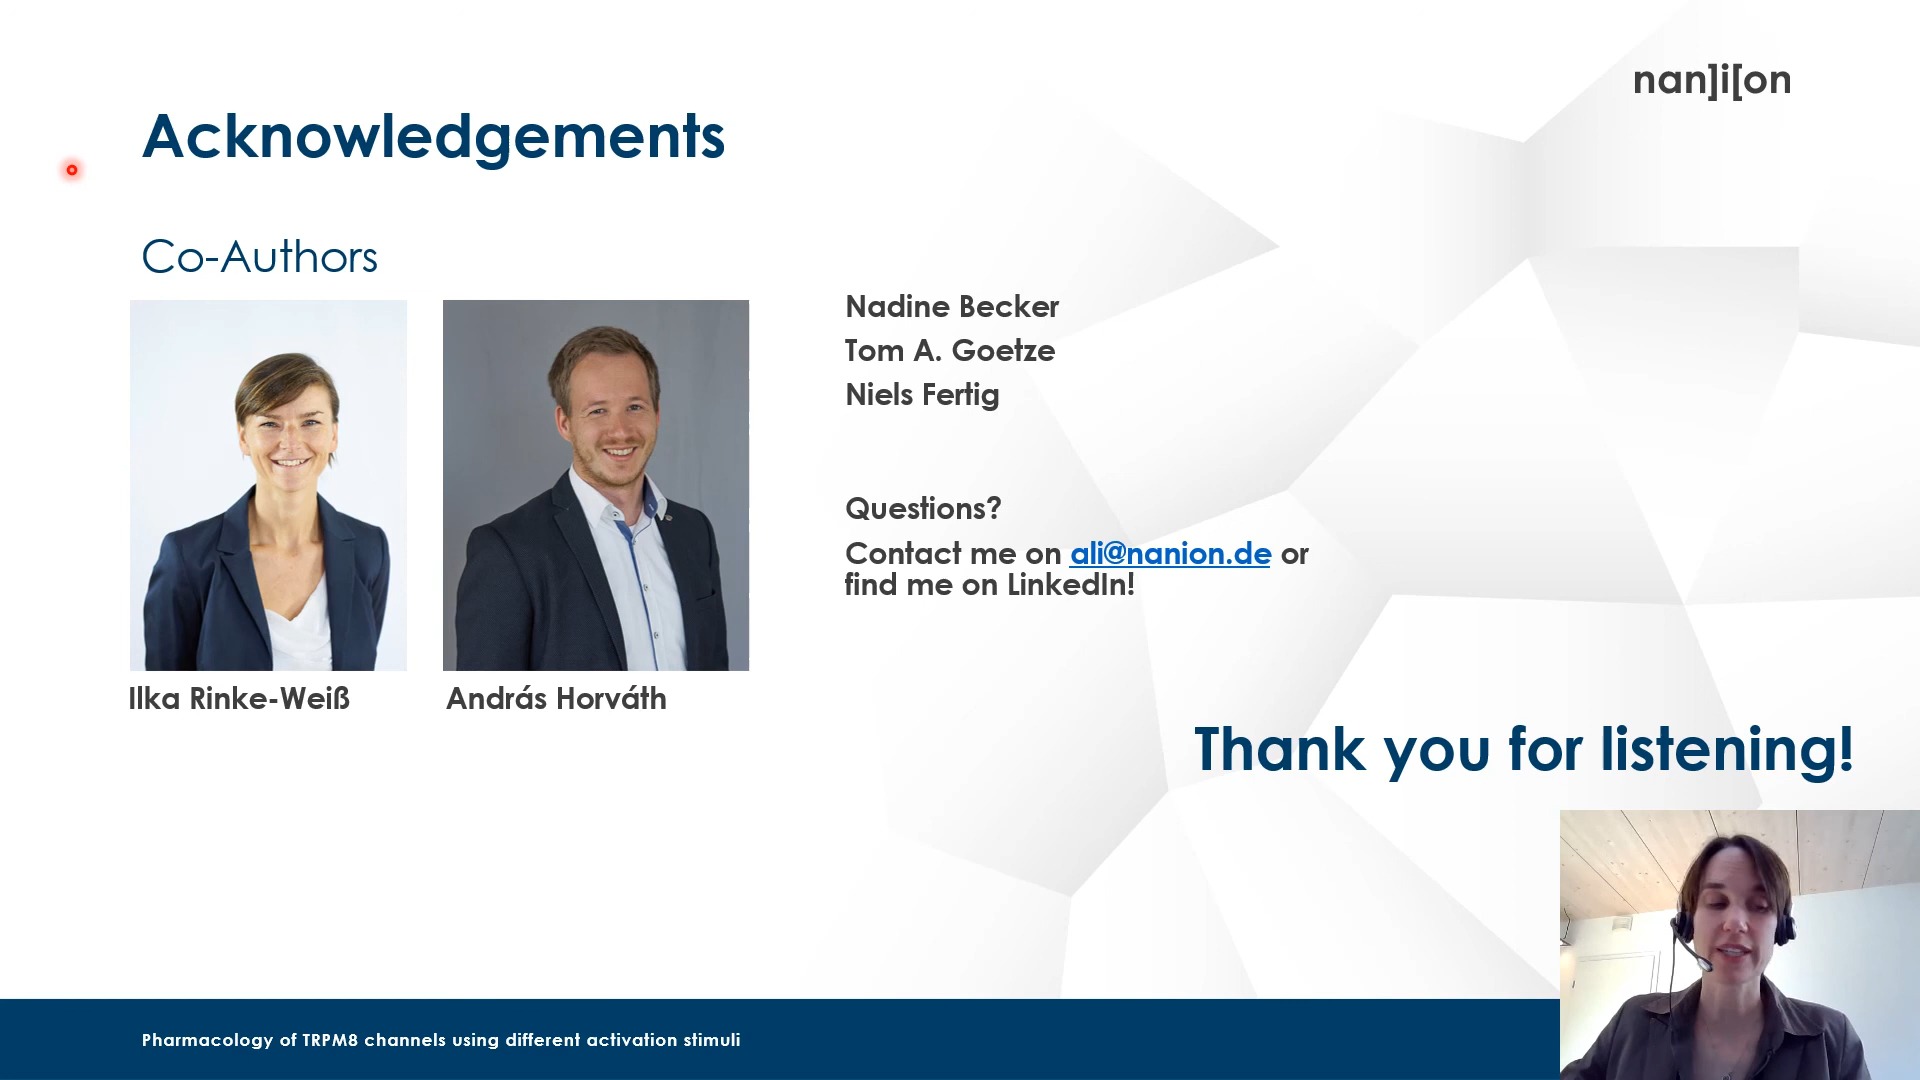 nan]i[on
Acknowledgements
Co-Authors
Ilka Rinke-Weiß
András Horváth
Nadine Becker
Tom A. Goetze
Niels Fertig
Questions?
Contact me on ali@nanion.de or
find me on LinkedIn!
Thank you for listening!
Pharmacology of TRPM8 channels using different activation stimuli